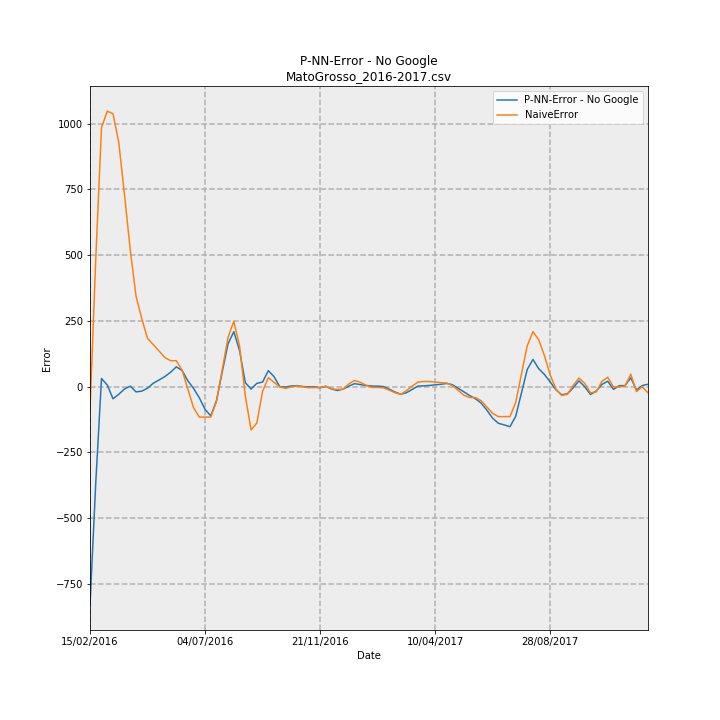 P-NN-Error - No Google
MatoGrosso_2016-2017.csv
P-NN-Error - No Google
NaiveError
1000
750
500
250
0
−250
−500
−750
Error
15/02/2016
04/07/2016
21/11/2016
10/04/2017
28/08/2017
Date